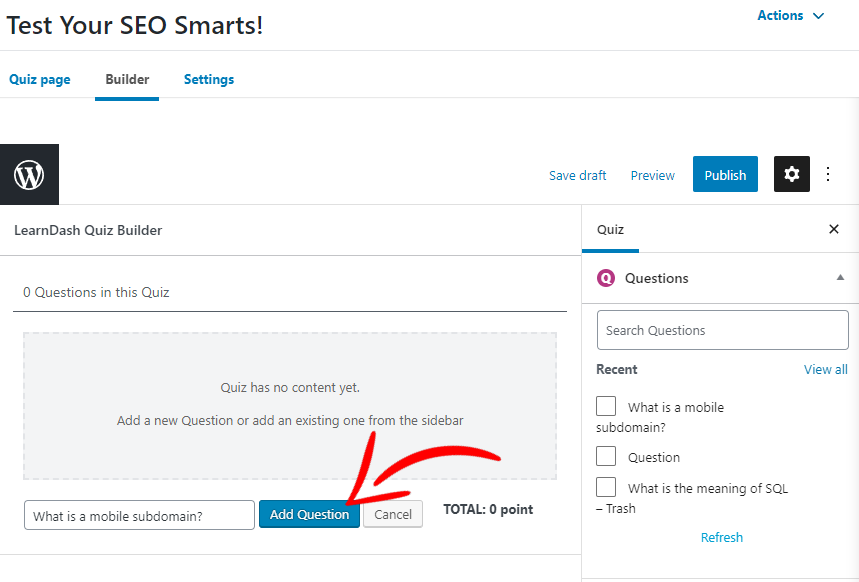 Test Your SEO Smarts!
Actions
Quiz page Builder Settings
Save draft Preview Publish
LearnDash Quiz Builder
0 Questions in this Quiz
Quiz has no content yet.
Add a new Question or add an existing one from the sidebar
What is a mobile subdomain? Add Question Cancel TOTAL: 0 point
Quiz
Questions
Search Questions
Recent View all
What is a mobile
subdomain?
Question
What is the meaning of SQL
– Trash
Refresh